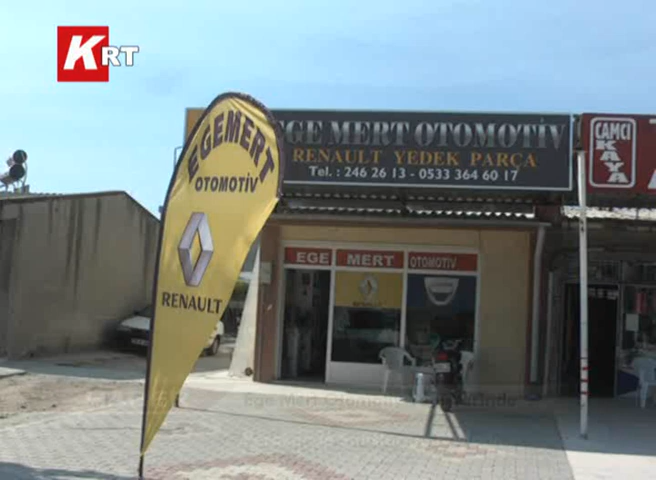 KRT
EGE MERT OTOMOTİV
RENAULT YEDEK PARÇA
Tel. : 246 26 13 - 0533 364 60 17
CAMCI
KAYA
EGEMERT
OTOMOTİV
RENAULT
EGE MERT OTOMOTİV